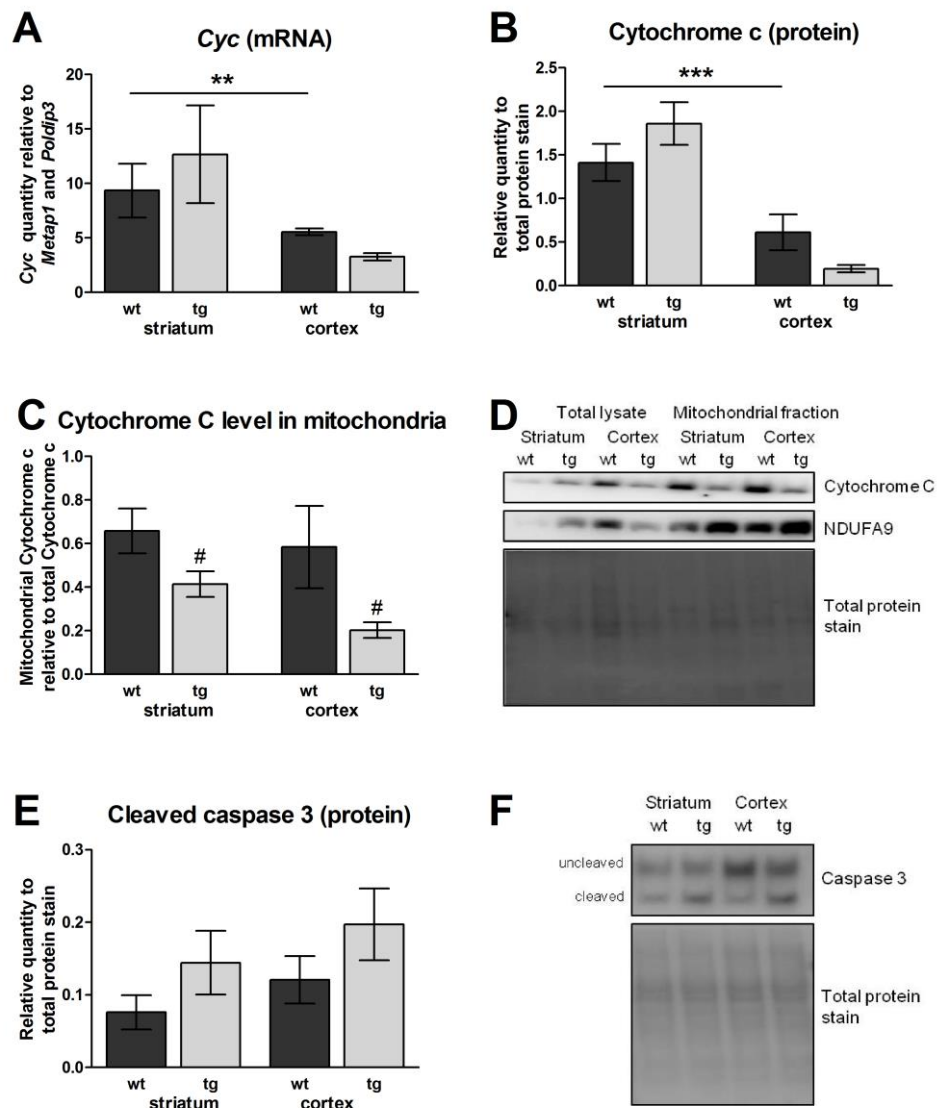 A
Cyc (mRNA)
Cyc quantity relative to
Metap1 and Poldip3
20
15
10
5
0
**
wt
tg
wt
tg
striatum
cortex
B
Cytochrome c (protein)
Relative quantity to
total protein stain
2.5
2.0
1.5
1.0
0.5
0.0
***
wt
tg
wt
tg
striatum
cortex
C
Cytochrome C level in mitochondria
Mitochondrial Cytochrome c
relative to total Cytochrome c
1.0
0.8
0.6
0.4
0.2
0.0
#
#
wt
tg
wt
tg
striatum
cortex
D
Total lysate Mitochondrial fraction
Striatum Cortex Striatum Cortex
wt tg wt tg wt tg wt tg
Cytochrome C
NDUFA9
Total protein
stain
E
Cleaved caspase 3 (protein)
Relative quantity to
total protein stain
0.3
0.2
0.1
0.0
wt
tg
wt
tg
striatum
cortex
F
Striatum Cortex
wt tg wt tg
uncleaved
cleaved
Caspase 3
Total protein
stain